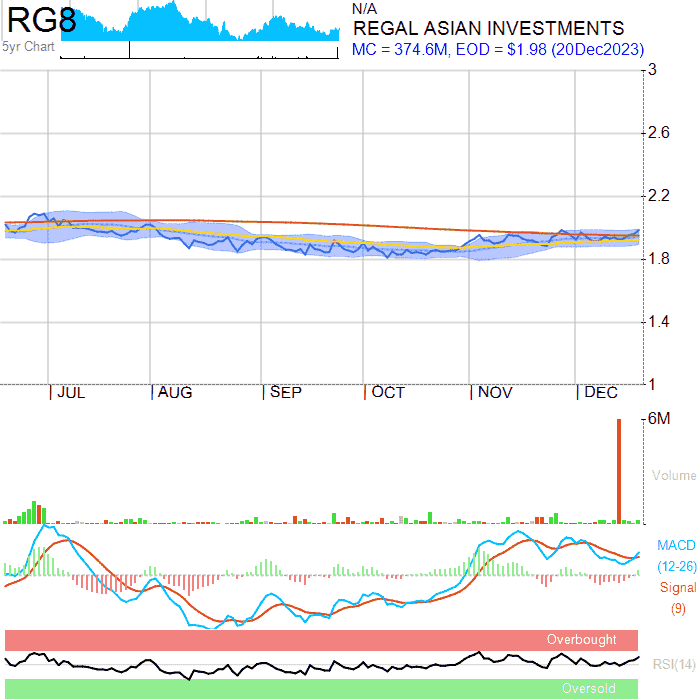 RG8
5yr Chart
N/A
REGAL ASIAN INVESTMENTS
MC = 374.6M, EOD = $1.98 (20Dec2023)
3
2.6
2.2
1.8
1.4
1
JUL AUG SEP OCT NOV DEC
6M
Volume
MACD
(12-26)
Signal
(9)
Overbought
RSI(14)
Oversold